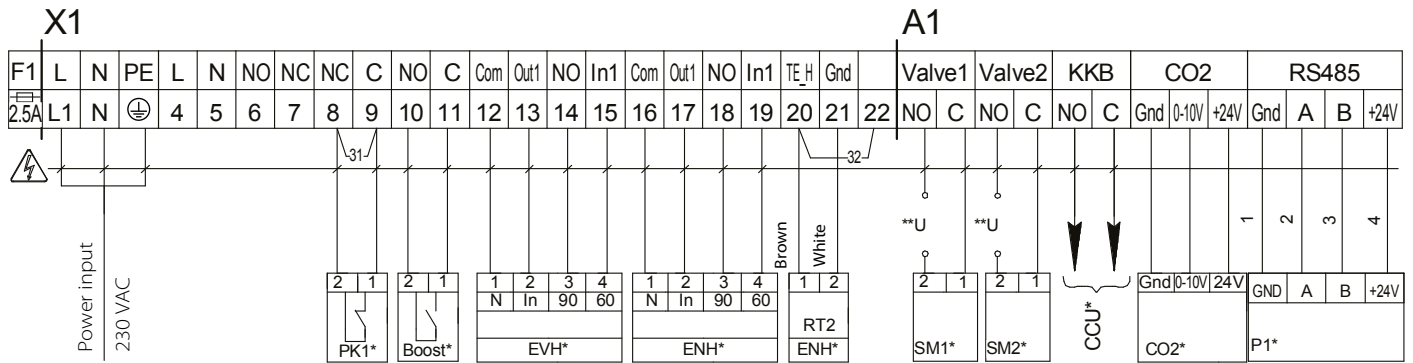 X1 A1
F1 L N PE L N NO NC NC C NO C Com Out1 NO In1 Com Out1 NO In1 TE_H Gnd Valve1 Valve2 KKB CO2 RS485
2.5A L1 N 4 5 6 7 8 9 10 11 12 13 14 15 16 17 18 19 20 21 22 NO C NO C NO C Gnd 0-10V +24V Gnd A B +24V
31 32
Power input
230 VAC
Brown
White
**U **U
1 2 3 4
2 1 2 1 1 2 3 4 1 2 3 4 1 2 2 1 2 1 Gnd 0-10V 24V GND A B +24V
N In 90 60 N In 90 60
RT2
PK1* Boost* EVH* ENH* ENH* SM1* SM2* CCU* CO2* P1*